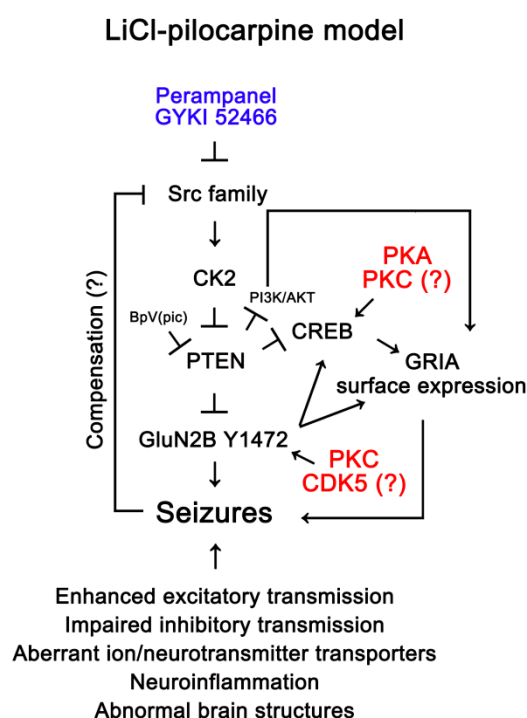 LiCl-pilocarpine model
Perampanel
GYKI 52466
Src family
CK2
PI3K/AKT
PKA
PKC (?)
BpV(pic)
CREB
PTEN
GRIA
surface expression
Compensation (?)
GluN2B Y1472
PKC
CDK5 (?)
Seizures
Enhanced excitatory transmission
Impaired inhibitory transmission
Aberrant ion/neurotransmitter transporters
Neuroinflammation
Abnormal brain structures